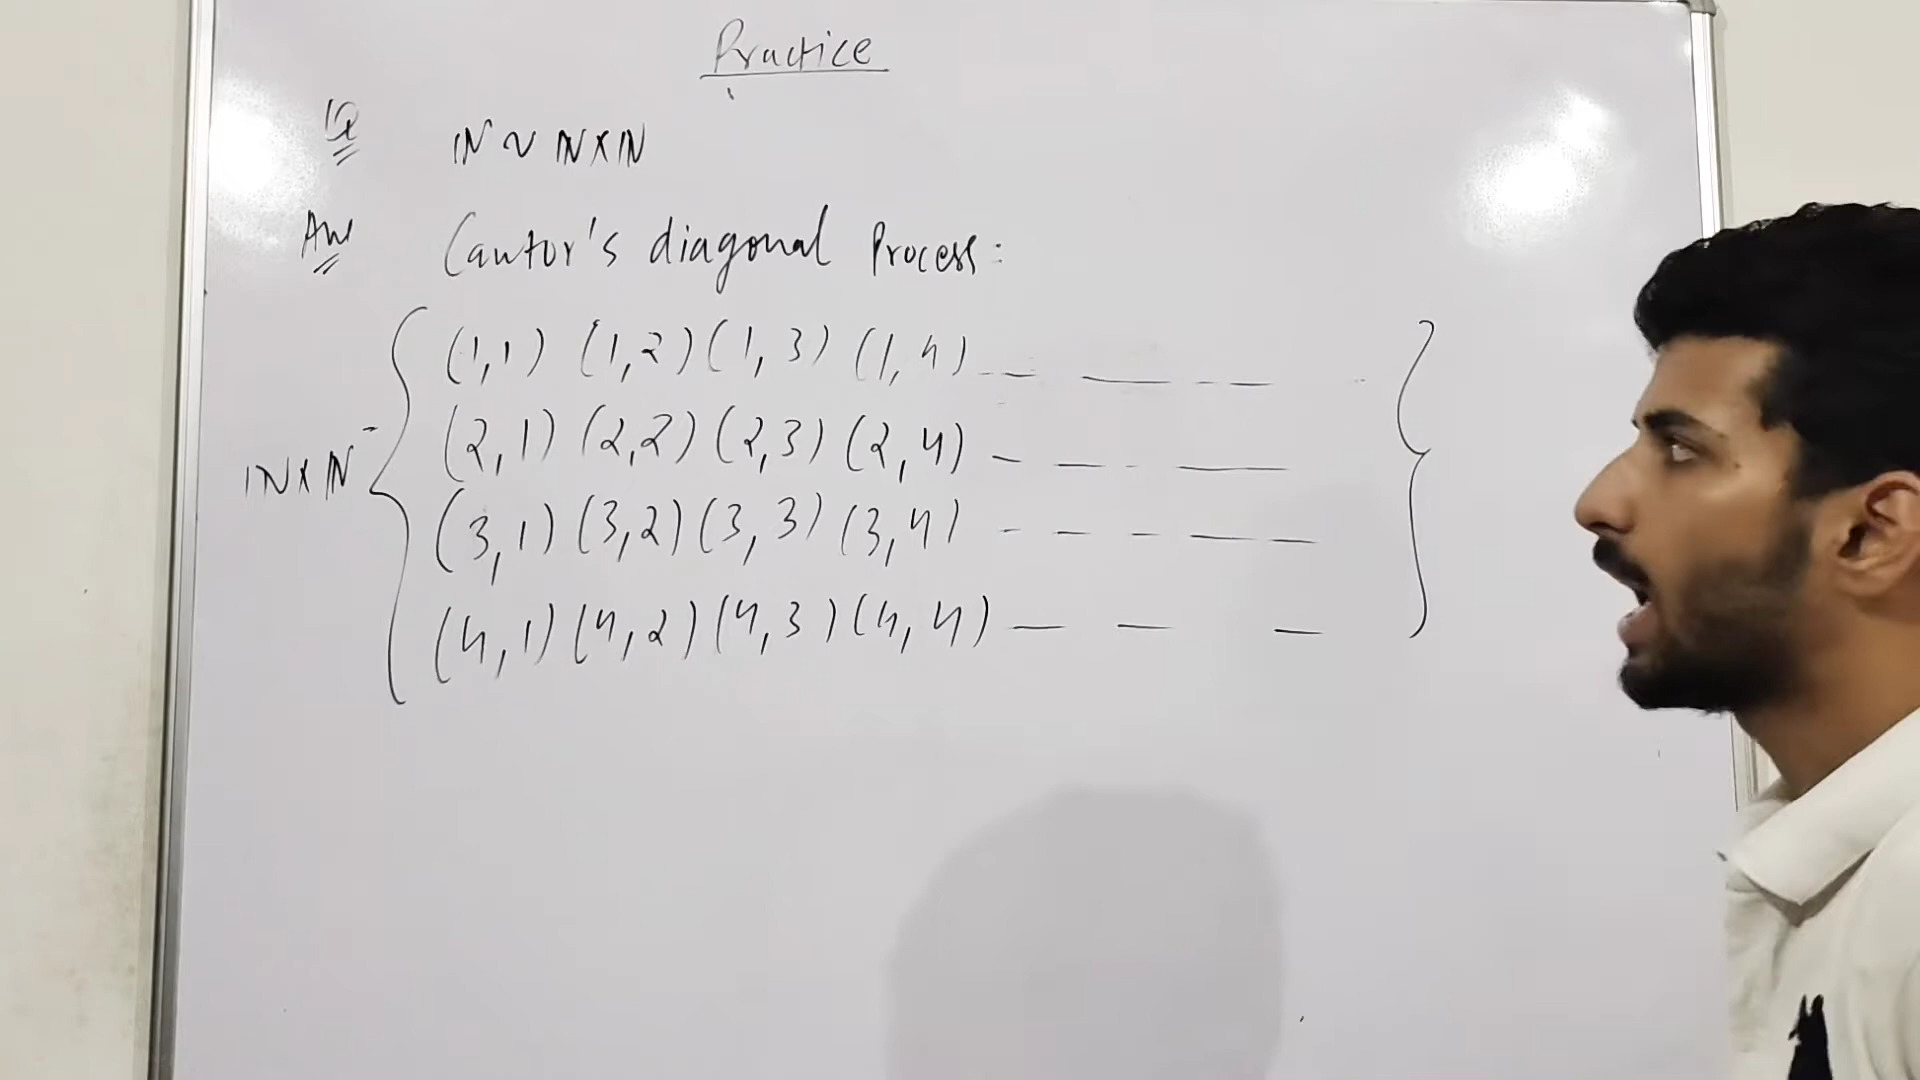 Practice
Q ℕ ~ ℕ×ℕ
Ans Cantor's diagonal Process:
(1,1) (1,2) (1,3) (1,4) - - - -
(2,1) (2,2) (2,3) (2,4) - - - -
ℕ×ℕ =
(3,1) (3,2) (3,3) (3,4) - - - - -
(4,1) (4,2) (4,3) (4,4) - - -